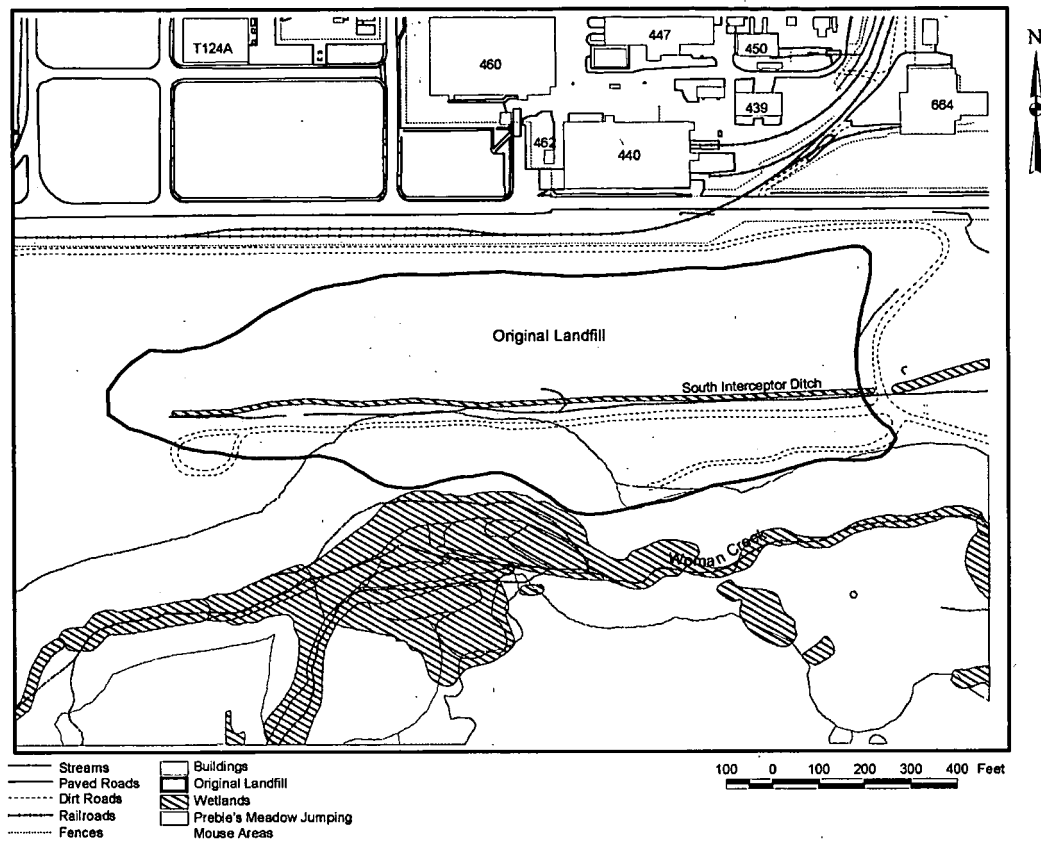 T124A
460
447
450
439
664
462
440
N
Original Landfill
South Interceptor Ditch
Woman Creek
Streams
Paved Roads
Dirt Roads
Railroads
Fences
Buildings
Original Landfill
Wetlands
Preble's Meadow Jumping
Mouse Areas
100 0 100 200 300 400 Feet